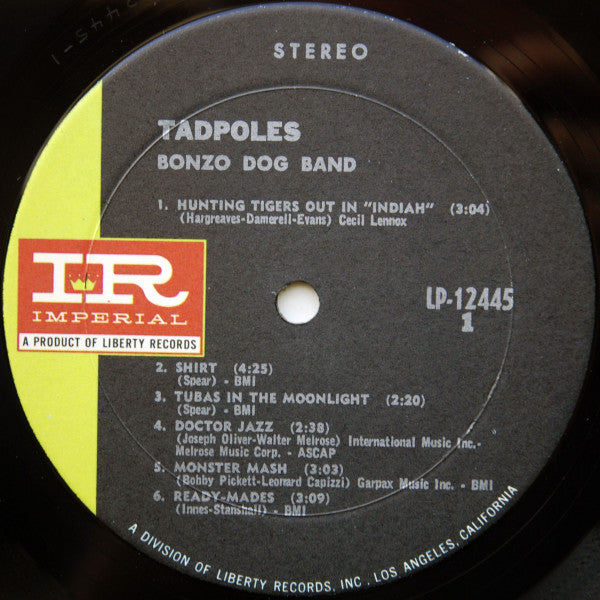 STEREO
TADPOLES
BONZO DOG BAND
1. HUNTING TIGERS OUT IN "INDIAH" (3:04)
(Hargreaves-Damerell-Evans) Cecil Lennox
IR
IMPERIAL
A PRODUCT OF LIBERTY RECORDS
LP-12445
1
2. SHIRT (4:25)
(Spear) - BMI
3. TUBAS IN THE MOONLIGHT (2:20)
(Spear) - BMI
4. DOCTOR JAZZ (2:38)
(Joseph Oliver-Walter Melrose) International Music Inc.-
Melrose Music Corp. - ASCAP
5. MONSTER MASH (3:03)
(Bobby Pickett-Leonard Capizzi) Garpax Music Inc. - BMI
6. READY-MADES (3:09)
(Innes-Stanshall) - BMI
A DIVISION OF LIBERTY RECORDS, INC., LOS ANGELES, CALIFORNIA